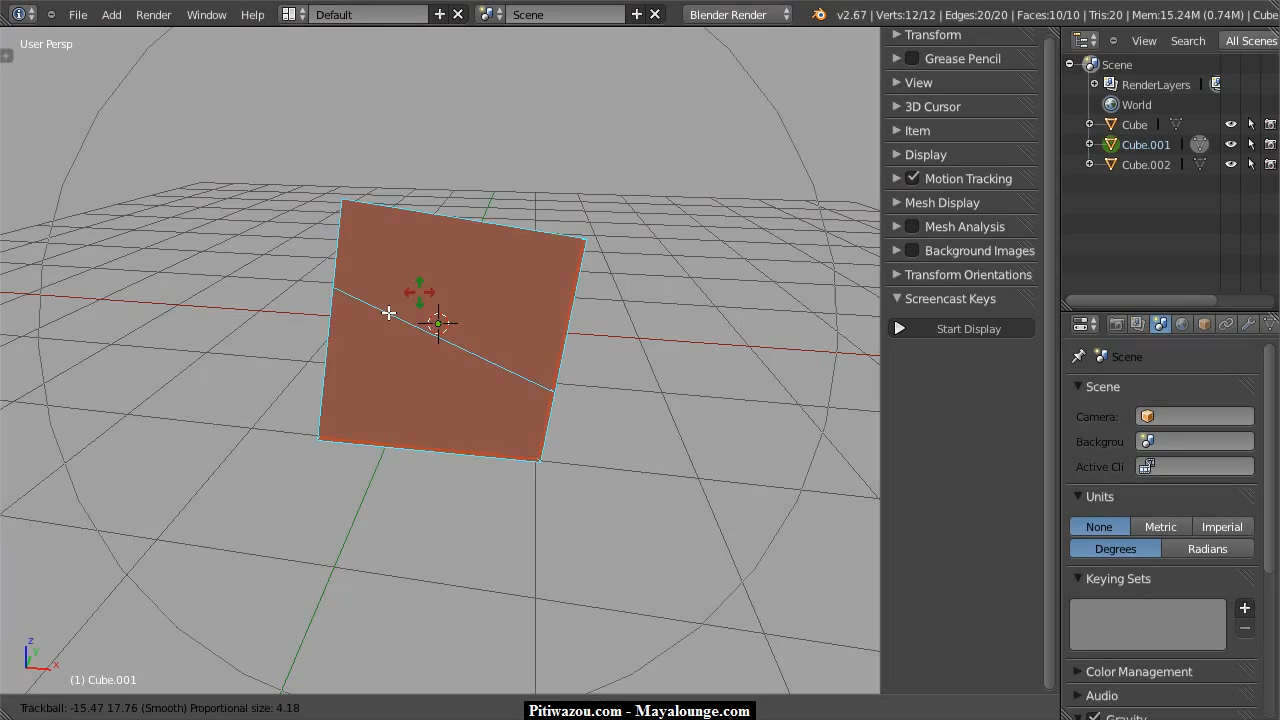 File Add Render Window Help Default Scene Blender Render v2.67 | Verts:12/12 | Edges:20/20 | Faces:10/10 | Tris:20 | Mem:15.24M (0.74M) | Cube
User Persp
Transform
Grease Pencil
View
3D Cursor
Item
Display
Motion Tracking
Mesh Display
Mesh Analysis
Background Images
Transform Orientations
Screencast Keys
Start Display
View Search All Scenes
Scene
RenderLayers
World
Cube
Cube.001
Cube.002
Scene
Scene
Camera:
Backgrou
Active Cli
Units
None Metric Imperial
Degrees Radians
Keying Sets
Color Management
Audio
Gravity
z
y
x
(1) Cube.001
Trackball: -15.47 17.76 (Smooth) Proportional size: 4.18
Pitiwazou.com - Mayalounge.com